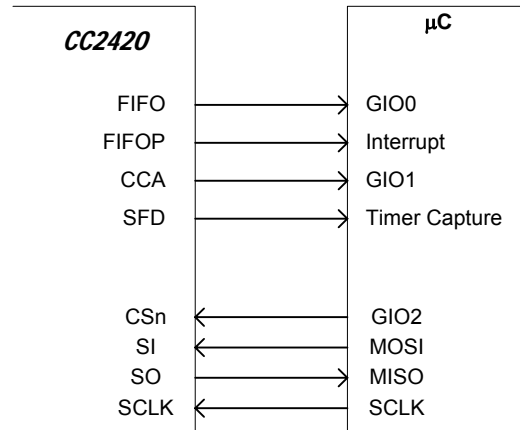 CC2420 μC
FIFO GIO0
FIFOP Interrupt
CCA GIO1
SFD Timer Capture
CSn GIO2
SI MOSI
SO MISO
SCLK SCLK